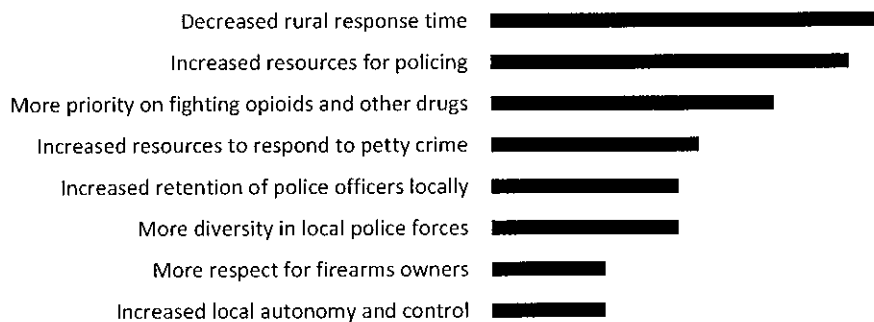 Decreased rural response time
Increased resources for policing
More priority on fighting opioids and other drugs
Increased resources to respond to petty crime
Increased retention of police officers locally
More diversity in local police forces
More respect for firearms owners
Increased local autonomy and control